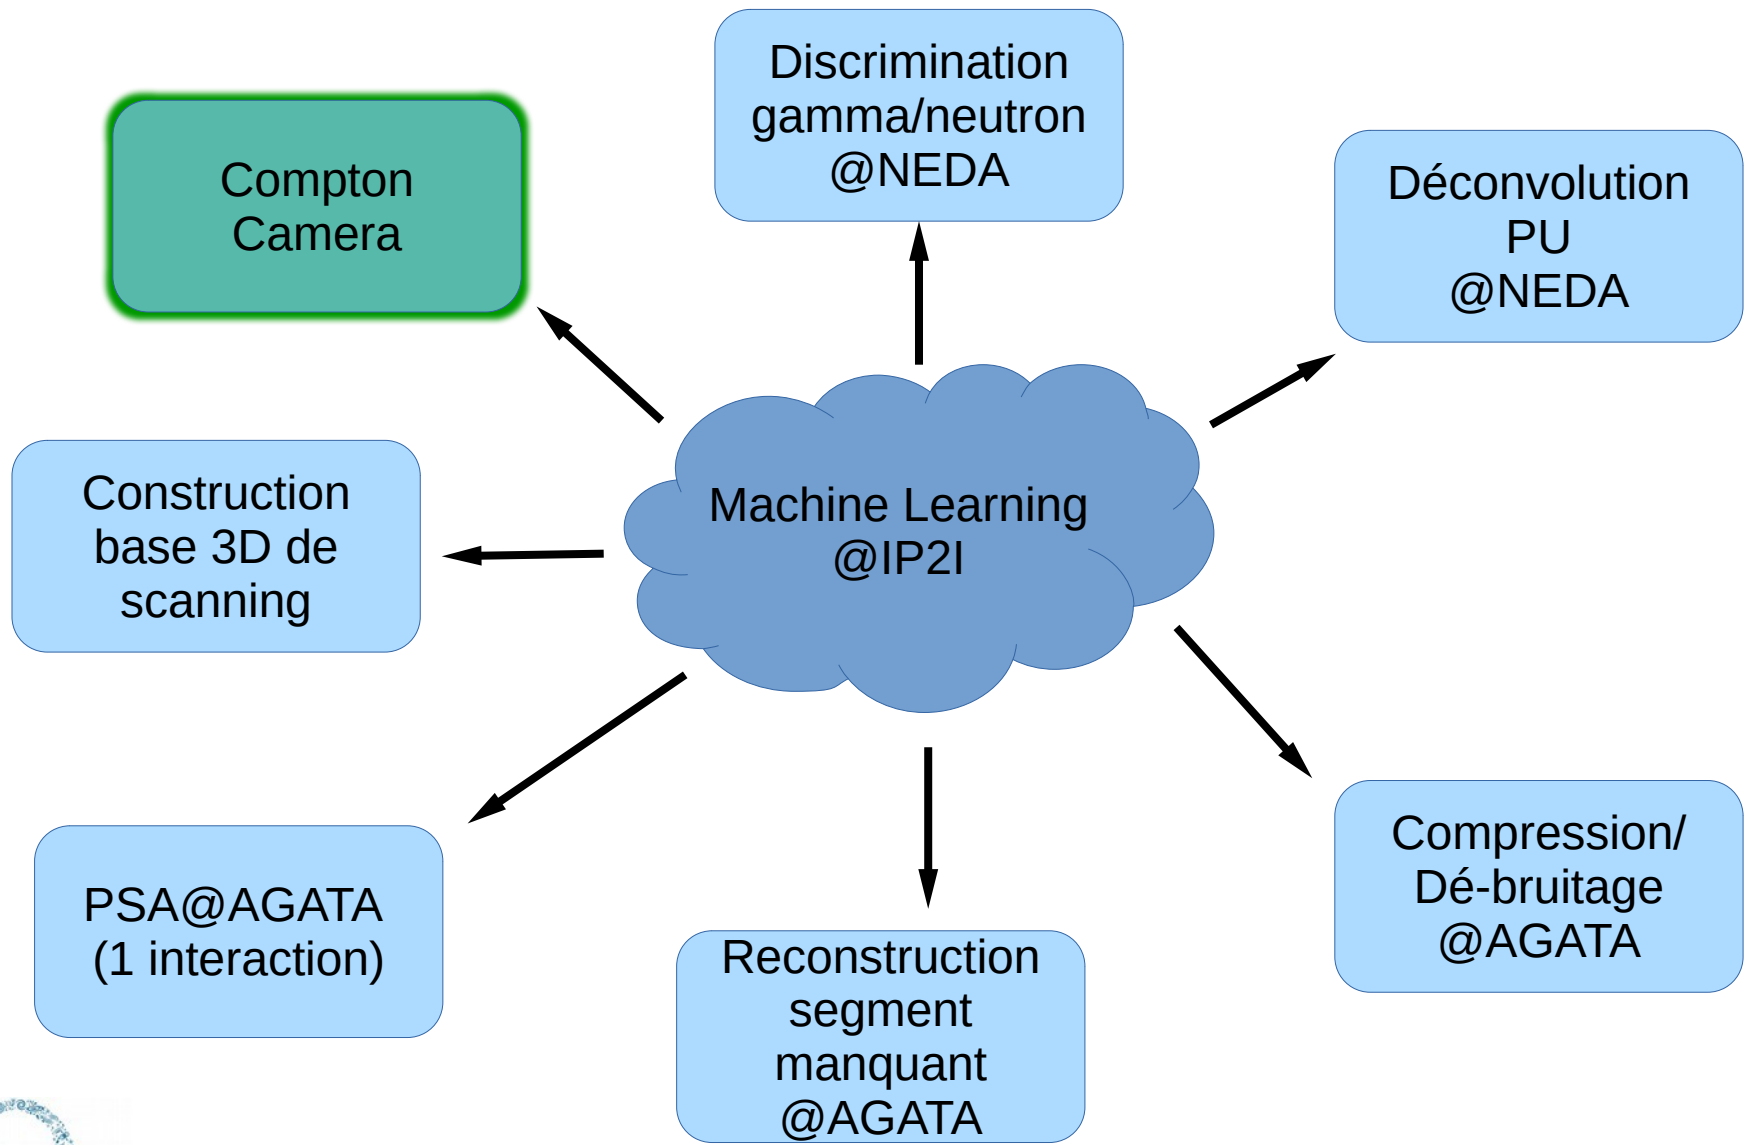 Discrimination
gamma/neutron
@NEDA
Compton
Camera
Déconvolution
PU
@NEDA
Machine Learning
@IP2I
Construction
base 3D de
scanning
PSA@AGATA
(1 interaction)
Reconstruction
segment
manquant
@AGATA
Compression/
Dé-bruitage
@AGATA